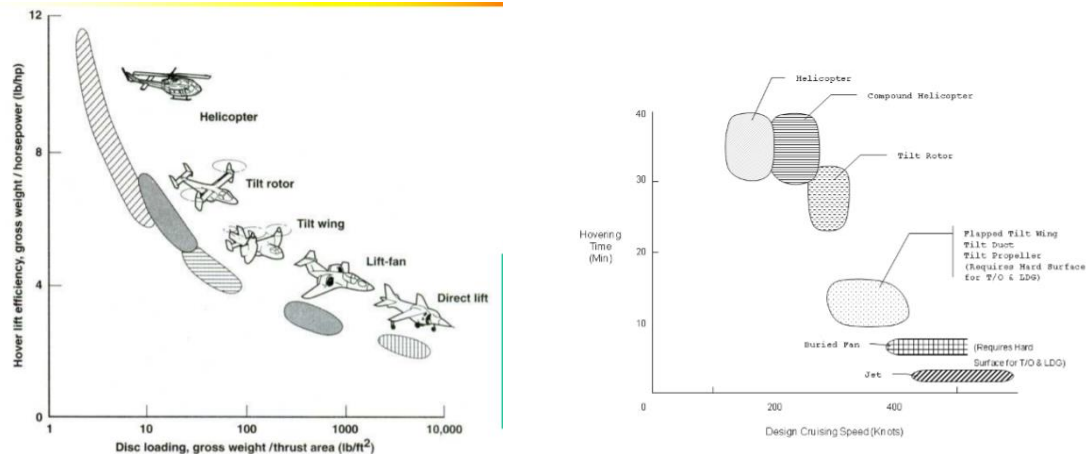 12
8
4
0
Hover lift efficiency, gross weight / horsepower (lb/hp)
Helicopter
Tilt rotor
Tilt wing
Lift-fan
Direct lift
1
10
100
1000
10,000
Disc loading, gross weight /thrust area (lb/ft²)
Helicopter
Compound Helicopter
Tilt Rotor
Flapped Tilt Wing
Tilt Duct
Tilt Propeller
(Requires Hard Surface
for T/O & LDG)
40
30
20
10
Hovering
Time
(Min)
Buried Fan
(Requires Hard
Surface for T/O & LDG)
Jet
0
200
400
Design Cruising Speed (Knots)